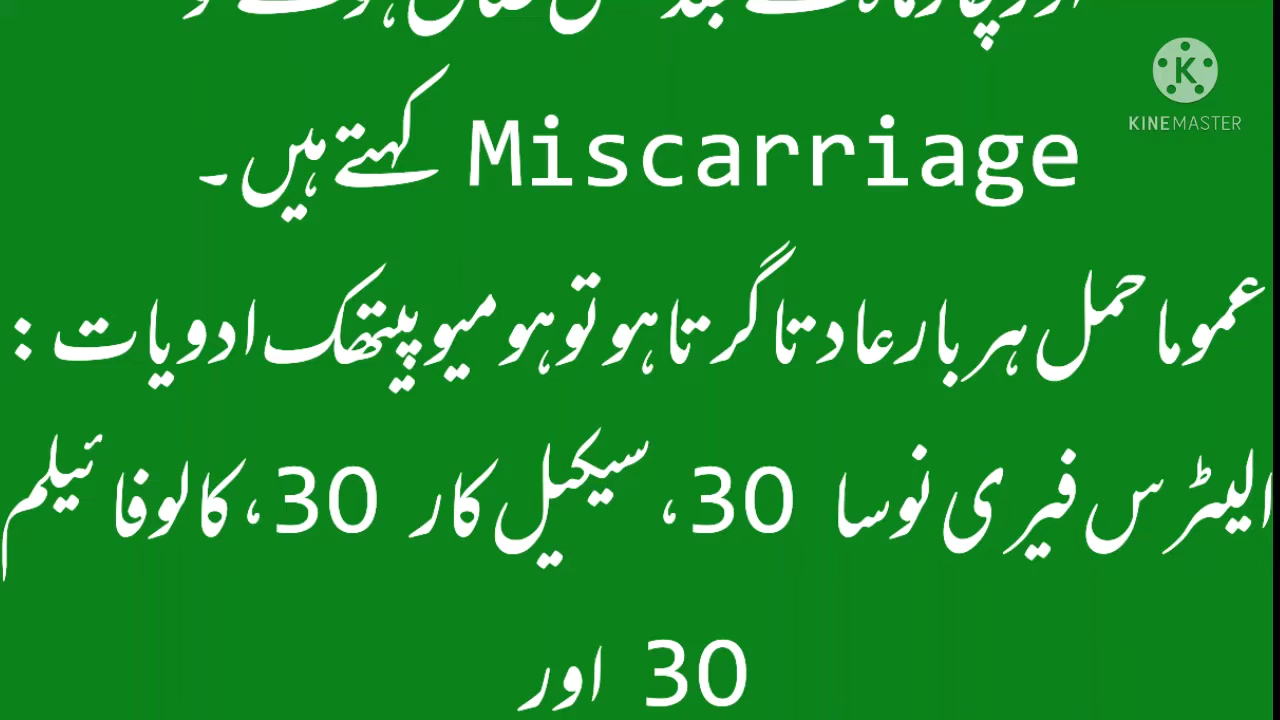 Miscarriage کہتے ہیں۔
عموما حمل ہر بار عادتا گرتا ہو تو ہومیوپیتھک ادویات :
الیٹرس فیری نوسا 30، سیکیل کار 30، کالوفائیلم
30 اور
KINEMASTER